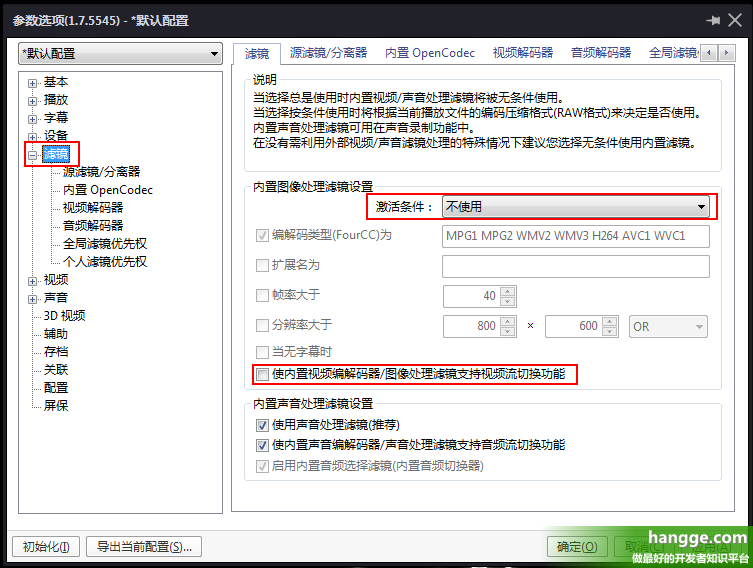 参数选项(1.7.5545) - *默认配置
*默认配置
基本
播放
字幕
设备
滤镜
源滤镜/分离器
内置 OpenCodec
视频解码器
音频解码器
全局滤镜优先权
个人滤镜优先权
视频
声音
3D 视频
辅助
存档
关联
配置
屏保
滤镜 源滤镜/分离器 内置 OpenCodec 视频解码器 音频解码器 全局滤镜
说明
当选择总是使用时内置视频/声音处理滤镜将被无条件使用。
当选择按条件使用时将根据当前播放文件的编码压缩格式(RAW格式)来决定是否使用。
内置声音处理滤镜可用在声音录制功能中。
在没有需利用外部视频/声音滤镜处理的特殊情况下建议您选择无条件使用内置滤镜。
内置图像处理滤镜设置
激活条件： 不使用
编解码类型(FourCC)为 MPG1 MPG2 WMV2 WMV3 H264 AVC1 WVC1
扩展名为
帧率大于 40
分辨率大于 800 × 600 OR
当无字幕时
使内置视频编解码器/图像处理滤镜支持视频流切换功能
内置声音处理滤镜设置
使用声音处理滤镜(推荐)
使内置声音编解码器/声音处理滤镜支持音频流切换功能
启用内置音频选择滤镜(内置音频切换器)
初始化(I) 导出当前配置(S)... 确定(O) 取消(C) 应用(A)
hangge.com
做最好的开发者知识平台